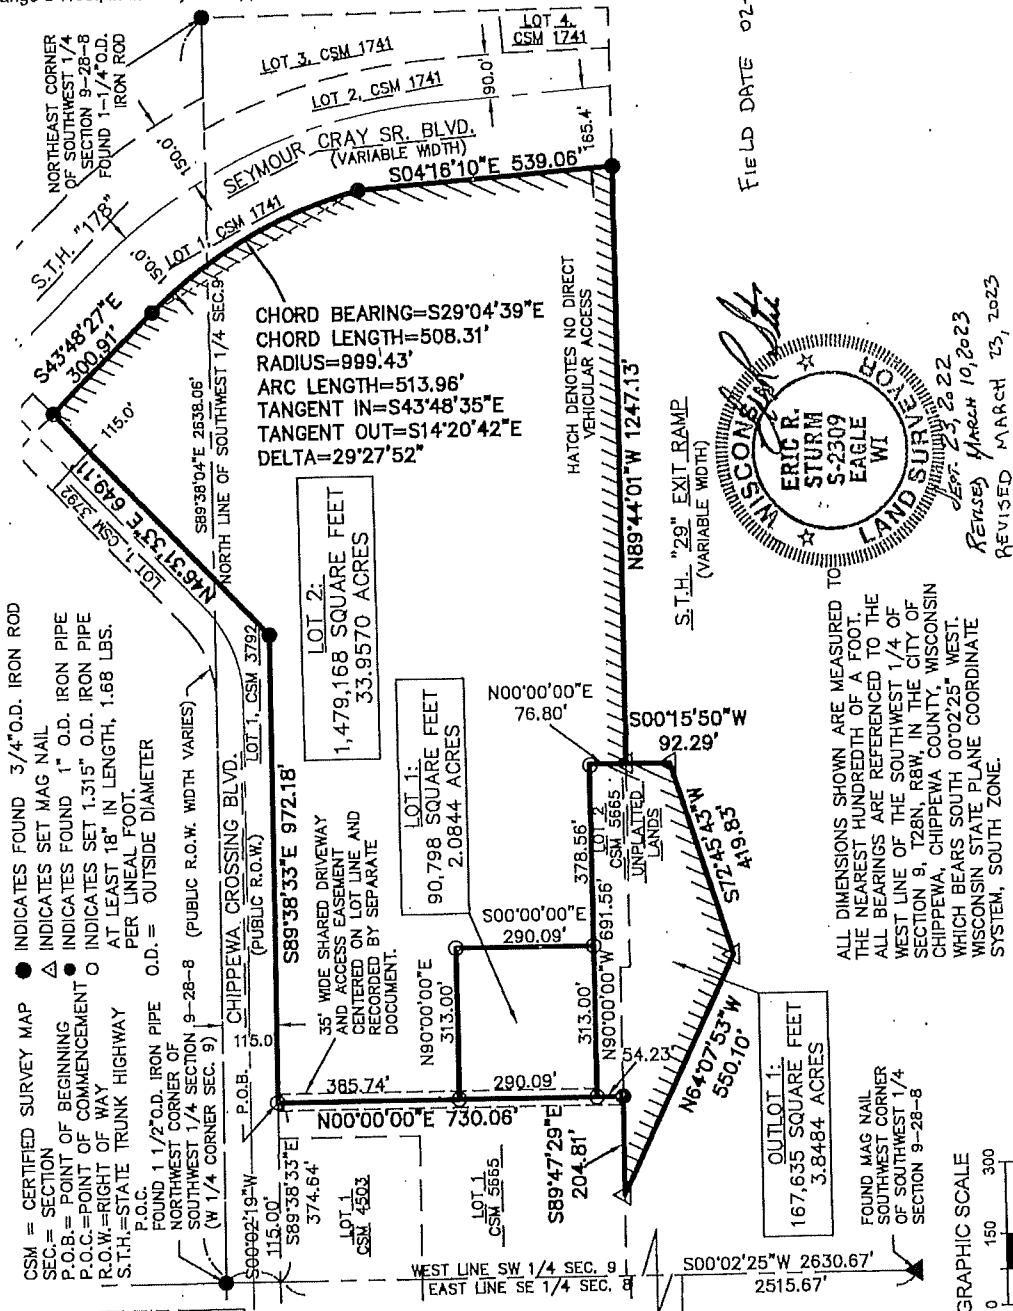 CSM = CERTIFIED SURVEY MAP
SEC.= SECTION
P.O.B.= POINT OF BEGINNING
P.O.C.=POINT OF COMMENCEMENT
R.O.W.=RIGHT OF WAY
S.T.H.=STATE TRUNK HIGHWAY
● INDICATES FOUND 3/4"O.D. IRON ROD
△ INDICATES SET MAG NAIL
● INDICATES FOUND 1" O.D. IRON PIPE
○ INDICATES SET 1.315" O.D. IRON PIPE
AT LEAST 18" IN LENGTH, 1.68 LBS.
PER LINEAL FOOT.
O.D.= OUTSIDE DIAMETER
P.O.C.
FOUND 1 1/2"O.D. IRON PIPE
NORTHWEST CORNER OF
SOUTHWEST 1/4 SECTION 9-28-8
(W 1/4 CORNER SEC. 9)
(PUBLIC R.O.W. WIDTH VARIES)
CHIPPEWA CROSSING BLVD.
(PUBLIC R.O.W.)
LOT 1, CSM 3792
LOT 1, CSM 3792
P.O.B.
115.0'
S89°38'33"E 972.18'
N46°31'33"E 649.11'
115.0'
S43°48'27"E
300.91'
S.T.H. "178"
150.0'
150.0'
NORTHEAST CORNER
OF SOUTHWEST 1/4
SECTION 9-28-8
FOUND 1-1/4"O.D.
IRON ROD
S89°38'04"E 2638.06'
NORTH LINE OF SOUTHWEST 1/4 SEC.9
LOT 1, CSM 1741
SEYMOUR CRAY SR. BLVD.
(VARIABLE WIDTH)
LOT 3, CSM 1741
LOT 2, CSM 1741
LOT 4,
CSM 1741
90.0'
165.4'
S04°16'10"E 539.06'
CHORD BEARING=S29°04'39"E
CHORD LENGTH=508.31'
RADIUS=999.43'
ARC LENGTH=513.96'
TANGENT IN=S43°48'35"E
TANGENT OUT=S14°20'42"E
DELTA=29°27'52"
HATCH DENOTES NO DIRECT
VEHICULAR ACCESS
LOT 2:
1,479,168 SQUARE FEET
33.9570 ACRES
LOT 1:
90,798 SQUARE FEET
2.0844 ACRES
35' WIDE SHARED DRIVEWAY
AND ACCESS EASEMENT
CENTERED ON LOT LINE AND
RECORDED BY SEPARATE
DOCUMENT.
N89°44'01"W 1247.13'
S.T.H. "29" EXIT RAMP
(VARIABLE WIDTH)
N00°00'00"E
76.80'
S00°15'50"W
92.29'
378.56'
LOT 2
CSM 5665
UNPLATTED
LANDS
S00°00'00"E
290.09'
N90°00'00"E
313.00'
313.00'
N90°00'00"W 691.56'
S72°45'43"W
419.83'
N64°07'53"W
550.10'
54.23'
385.74'
290.09'
N00°00'00"E 730.06'
S89°47'29"E
204.81'
S00°02'19"W
115.00'
S89°38'33"E
374.64'
LOT 1
CSM 4503
LOT 1
CSM 5665
WEST LINE SW 1/4 SEC. 9
EAST LINE SE 1/4 SEC. 8
S00°02'25"W 2630.67'
2515.67'
OUTLOT 1:
167,635 SQUARE FEET
3.8484 ACRES
FOUND MAG NAIL
SOUTHWEST CORNER
OF SOUTHWEST 1/4
SECTION 9-28-8
GRAPHIC SCALE
0 150 300
ALL DIMENSIONS SHOWN ARE MEASURED TO
THE NEAREST HUNDREDTH OF A FOOT.
ALL BEARINGS ARE REFERENCED TO THE
WEST LINE OF THE SOUTHWEST 1/4 OF
SECTION 9, T28N, R8W, IN THE CITY OF
CHIPPEWA, CHIPPEWA COUNTY, WISCONSIN
WHICH BEARS SOUTH 00°02'25" WEST.
WISCONSIN STATE PLANE COORDINATE
SYSTEM, SOUTH ZONE.
WISCONSIN
ERIC R.
STURM
S-2309
EAGLE
WI
LAND SURVEYOR
SEPT. 23, 2022
REVISED MARCH 10, 2023
REVISED MARCH 23, 2023
FIELD DATE 02-